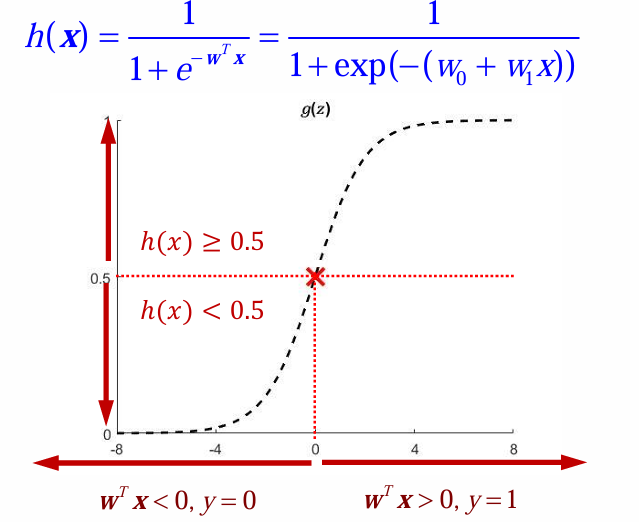 h(x) = 1 / (1 + e^{-w^T x}) = 1 / (1 + exp(-(w_0 + w_1 x)))
g(z)
1
h(x) ≥ 0.5
0.5
h(x) < 0.5
0
-8 -4 0 4 8
w^T x < 0, y = 0 w^T x > 0, y = 1